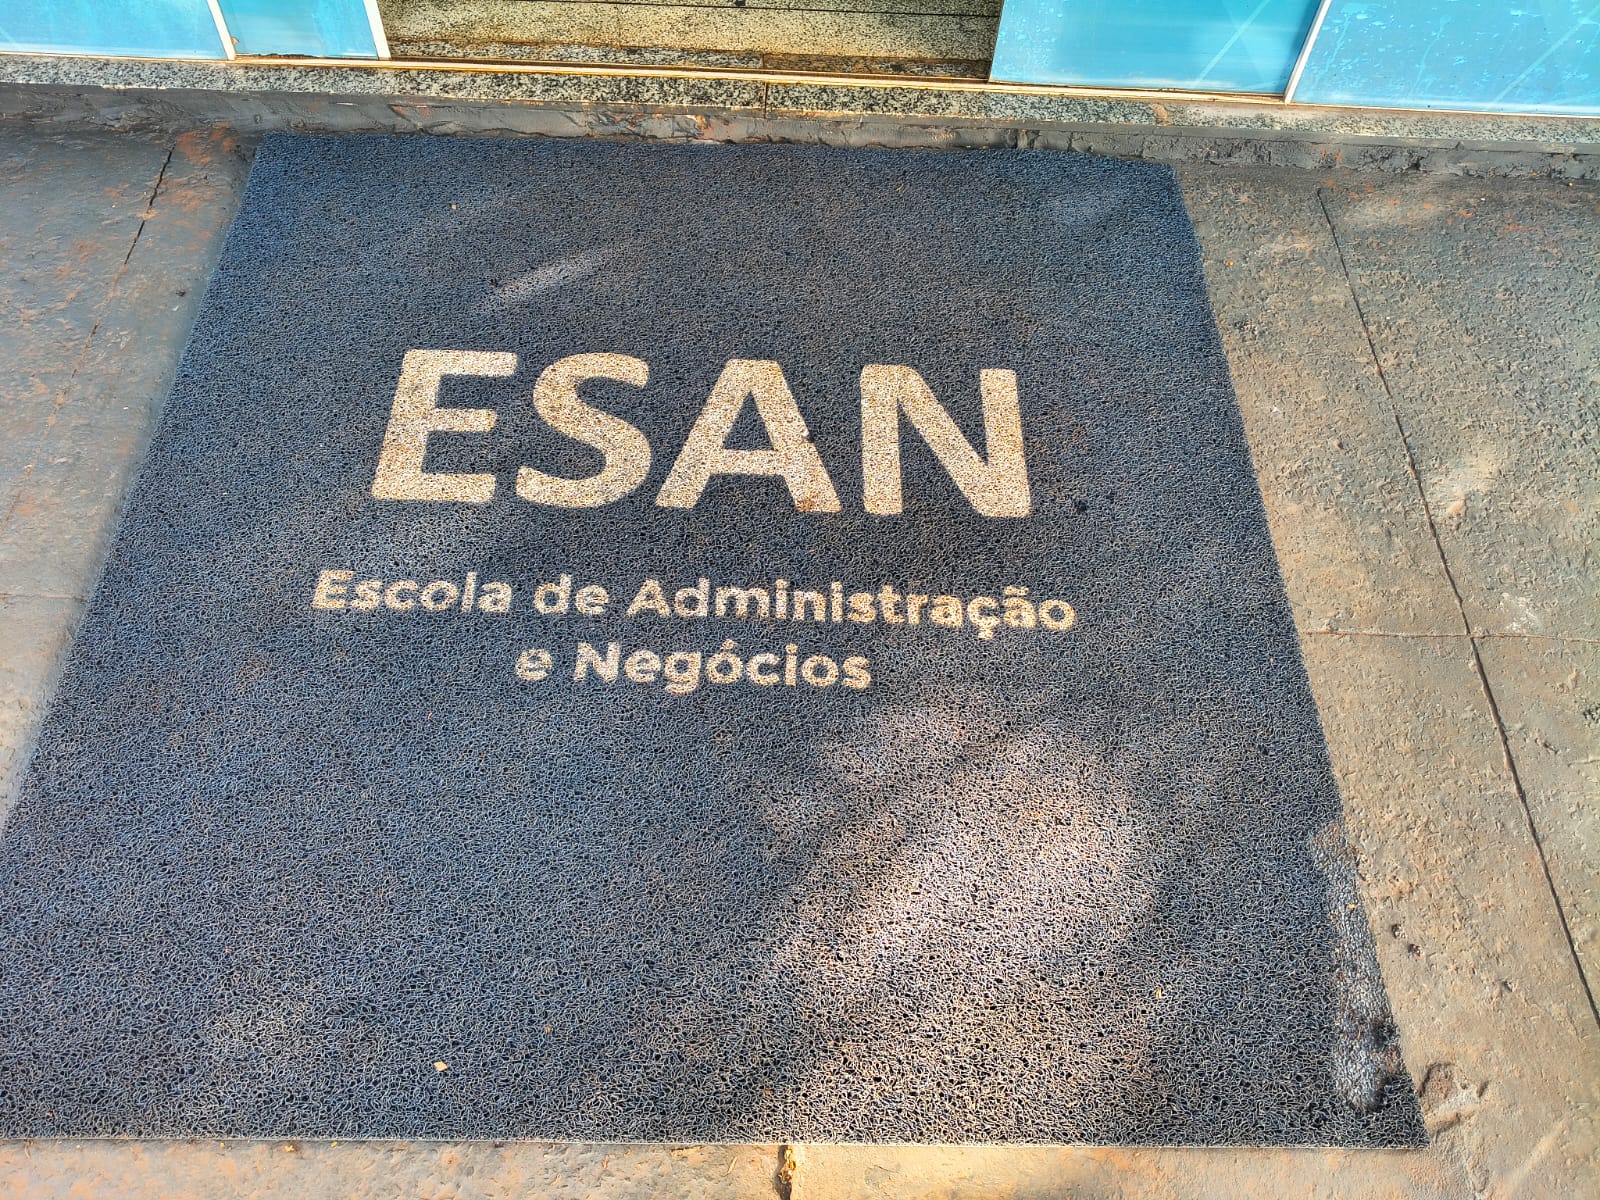 ESAN
Escola de Administração
e Negócios